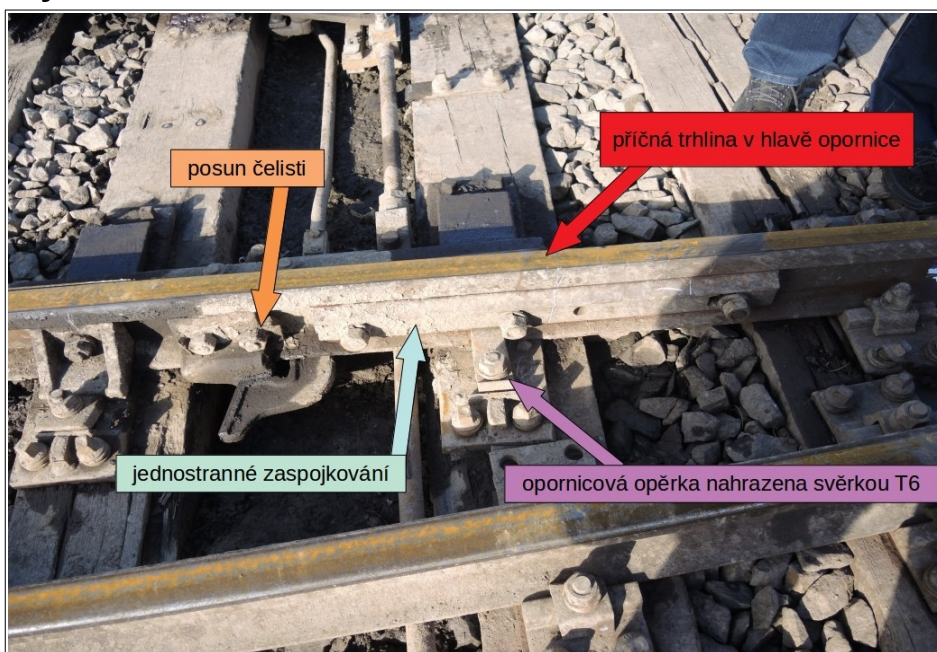 příčná trhlina v hlavě opornice
posun čelisti
jednostranné zaspojkování
opornicová opěrka nahrazena svěrkou T6